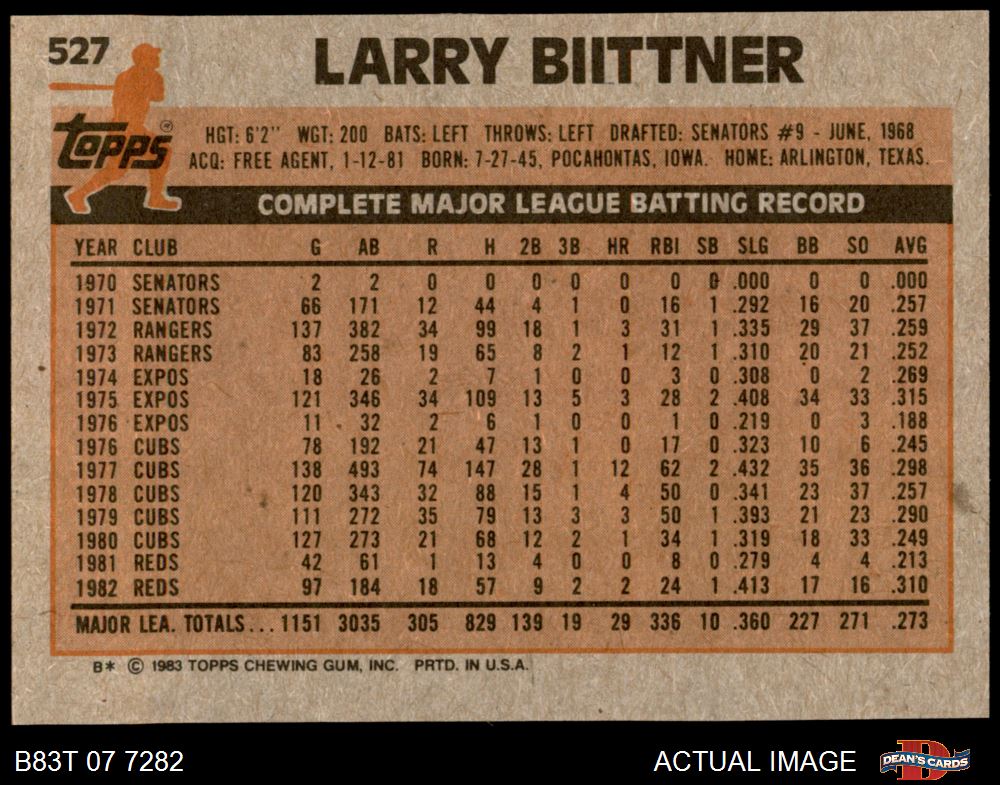 527
LARRY BIITTNER
topps®
HGT: 6'2" WGT: 200 BATS: LEFT THROWS: LEFT DRAFTED: SENATORS #9 - JUNE, 1968
ACQ: FREE AGENT, 1-12-81 BORN: 7-27-45, POCAHONTAS, IOWA. HOME: ARLINGTON, TEXAS.
COMPLETE MAJOR LEAGUE BATTING RECORD
YEAR CLUB G AB R H 2B 3B HR RBI SB SLG BB SO AVG
1970 SENATORS 2 2 0 0 0 0 0 0 0 .000 0 0 .000
1971 SENATORS 66 171 12 44 4 1 0 16 1 .292 16 20 .257
1972 RANGERS 137 382 34 99 18 1 3 31 1 .335 29 37 .259
1973 RANGERS 83 258 19 65 8 2 1 12 1 .310 20 21 .252
1974 EXPOS 18 26 2 7 1 0 0 3 0 .308 0 2 .269
1975 EXPOS 121 346 34 109 13 5 3 28 2 .408 34 33 .315
1976 EXPOS 11 32 2 6 1 0 0 1 0 .219 0 3 .188
1976 CUBS 78 192 21 47 13 1 0 17 0 .323 10 6 .245
1977 CUBS 138 493 74 147 28 1 12 62 2 .432 35 36 .298
1978 CUBS 120 343 32 88 15 1 4 50 0 .341 23 37 .257
1979 CUBS 111 272 35 79 13 3 3 50 1 .393 21 23 .290
1980 CUBS 127 273 21 68 12 2 1 34 1 .319 18 33 .249
1981 REDS 42 61 1 13 4 0 0 8 0 .279 4 4 .213
1982 REDS 97 184 18 57 9 2 2 24 1 .413 17 16 .310
MAJOR LEA. TOTALS... 1151 3035 305 829 139 19 29 336 10 .360 227 271 .273
B* © 1983 TOPPS CHEWING GUM, INC. PRTD. IN U.S.A.
B83T 07 7282
ACTUAL IMAGE
D
DEAN'S CARDS